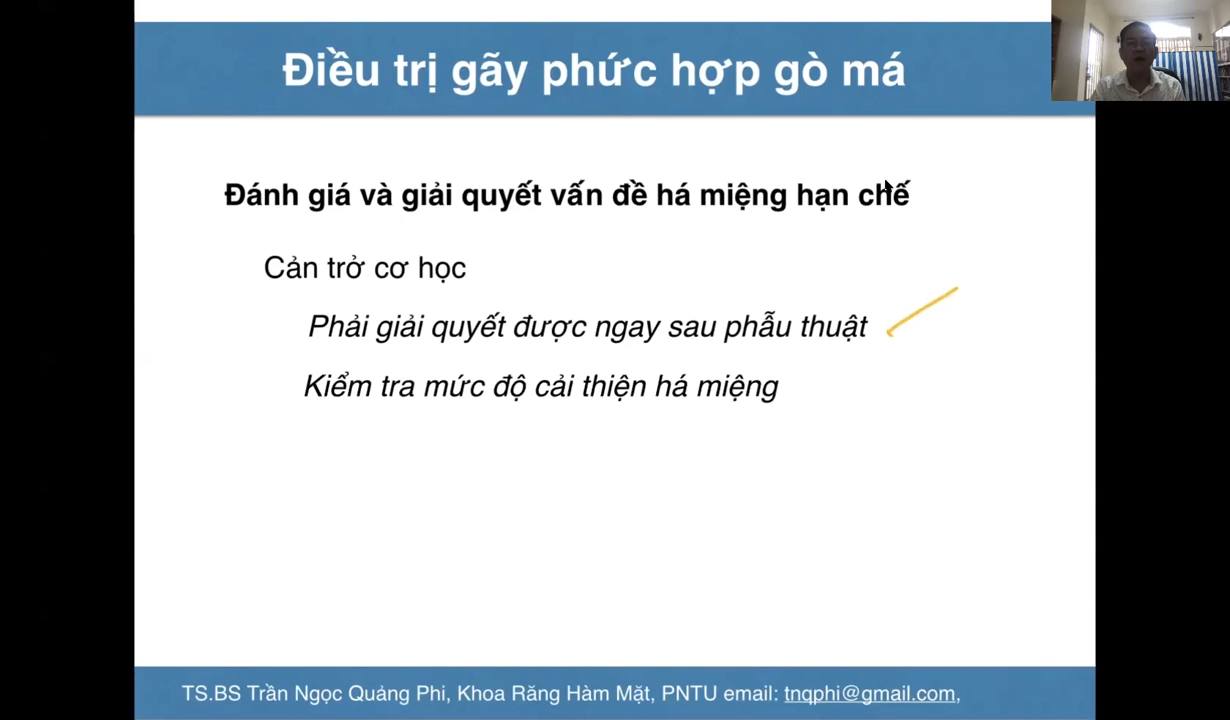 Điều trị gãy phức hợp gò má
Đánh giá và giải quyết vấn đề há miệng hạn chế
Cản trở cơ học
Phải giải quyết được ngay sau phẫu thuật
Kiểm tra mức độ cải thiện há miệng
TS.BS Trần Ngọc Quảng Phi, Khoa Răng Hàm Mặt, PNTU email: tnqphi@gmail.com,